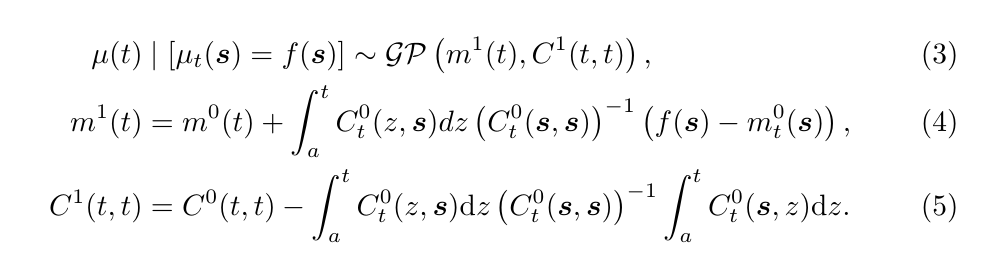 μ(t) | [μ_t(𝒔) = f(𝒔)] ∼ 𝒢𝒫 (m^1(t), C^1(t, t)) , (3)
m^1(t) = m^0(t) + ∫_a^t C_t^0(z, 𝒔)dz (C_t^0(𝒔, 𝒔))^{−1} (f(𝒔) − m_t^0(𝒔)) , (4)
C^1(t, t) = C^0(t, t) − ∫_a^t C_t^0(z, 𝒔)dz (C_t^0(𝒔, 𝒔))^{−1} ∫_a^t C_t^0(𝒔, z)dz. (5)